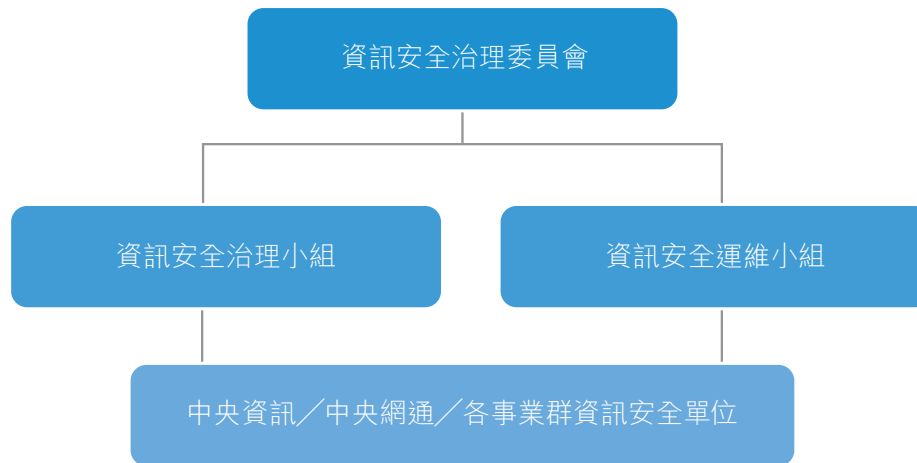 資訊安全治理委員會
資訊安全治理小組
資訊安全運維小組
中央資訊╱中央網通╱各事業群資訊安全單位